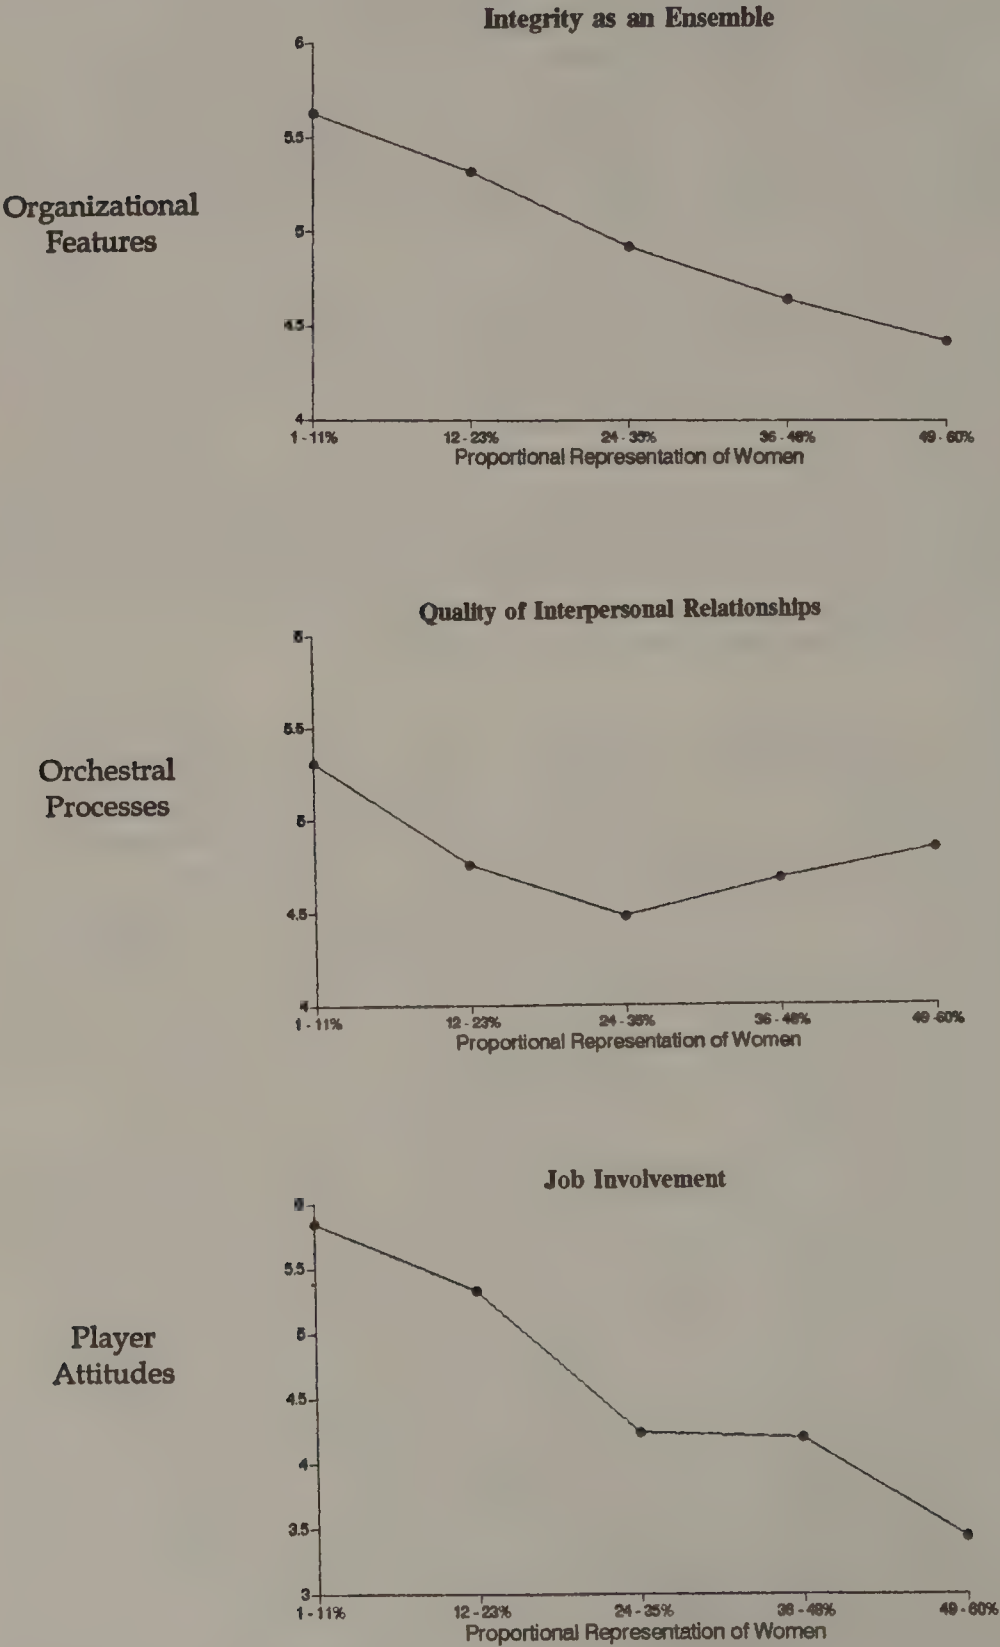 Integrity as an Ensemble
6
5.5
Organizational
Features
5
4.5
4
1 - 11%
12 - 23%
24 - 35%
36 - 48%
49 - 60%
Proportional Representation of Women
Quality of Interpersonal Relationships
6
5.5
Orchestral
Processes
5
4.5
4
1 - 11%
12 - 23%
24 - 35%
36 - 48%
49 - 60%
Proportional Representation of Women
Job Involvement
6
5.5
5
Player
Attitudes
4.5
4
3.5
3
1 - 11%
12 - 23%
24 - 35%
36 - 48%
49 - 60%
Proportional Representation of Women